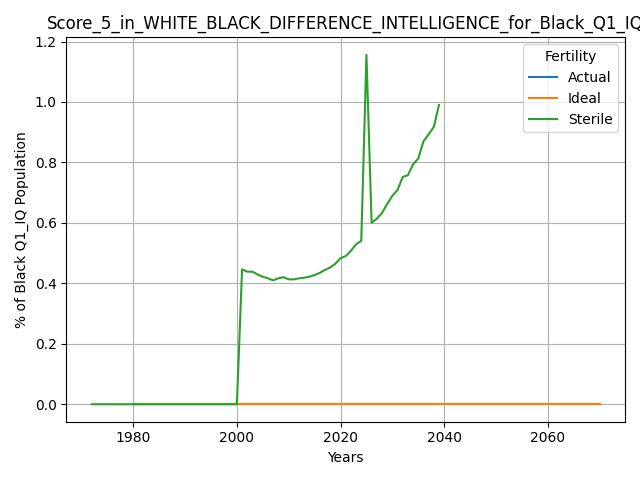 Score_5_in_WHITE_BLACK_DIFFERENCE_INTELLIGENCE_for_Black_Q1_IQ
Fertility
Actual
Ideal
Sterile
% of Black Q1_IQ Population
1.2
1.0
0.8
0.6
0.4
0.2
0.0
1980 2000 2020 2040 2060
Years